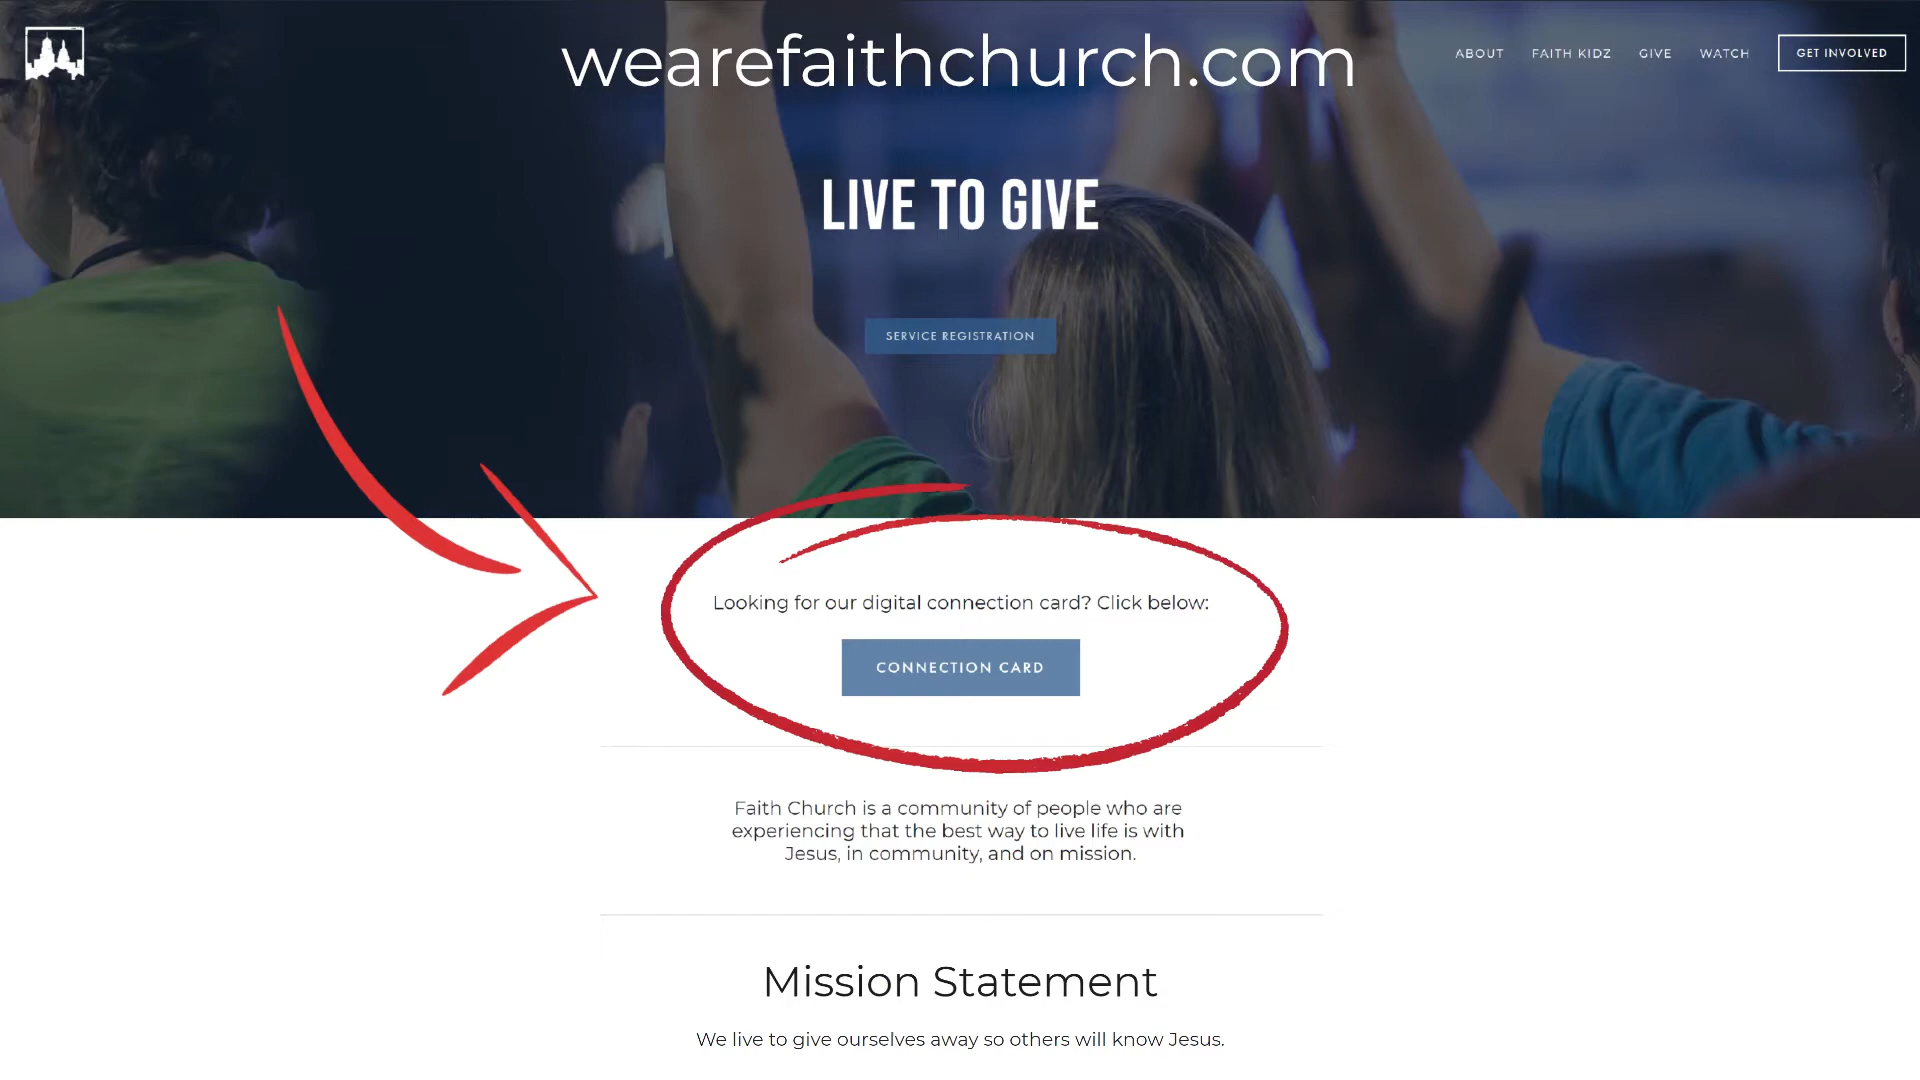 wearefaithchurch.com
ABOUT FAITH KIDZ GIVE WATCH GET INVOLVED
LIVE TO GIVE
SERVICE REGISTRATION
Looking for our digital connection card? Click below:
CONNECTION CARD
Faith Church is a community of people who are
experiencing that the best way to live life is with
Jesus, in community, and on mission.
Mission Statement
We live to give ourselves away so others will know Jesus.